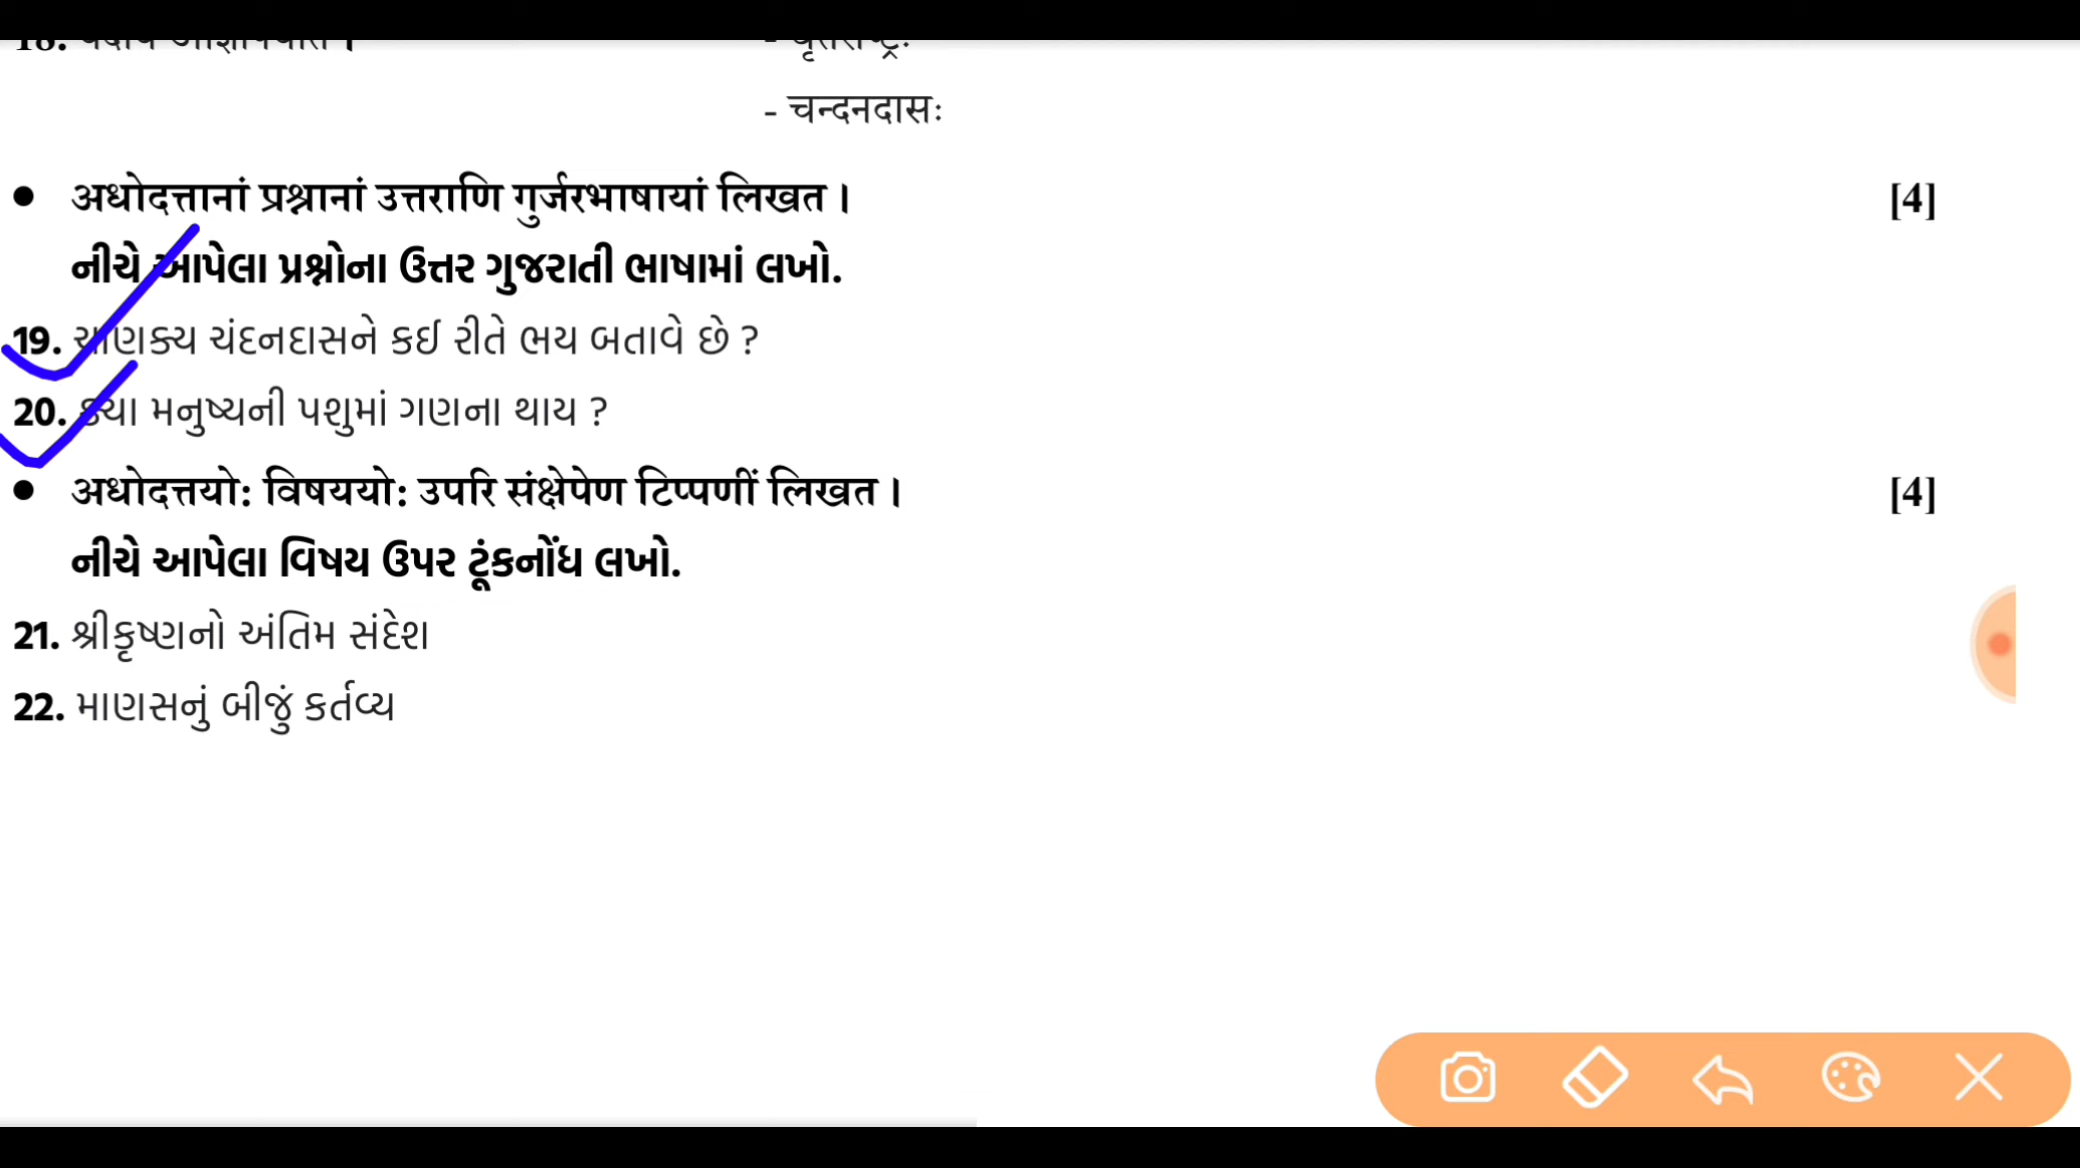 18.
- चन्दनदासः
• अधोदत्तानां प्रश्नानां उत्तराणि गुर्जरभाषायां लिखत । [4]
નીચે આપેલા પ્રશ્નોના ઉત્તર ગુજરાતી ભાષામાં લખો.
19. ચાણક્ય ચંદનદાસને કઈ રીતે ભય બતાવે છે ?
20. ક્યા મનુષ્યની પશુમાં ગણના થાય ?
• अधोदत्तयो: विषययो: उपरि संक्षेपेण टिप्पणीं लिखत । [4]
નીચે આપેલા વિષય ઉપર ટૂંકનોંધ લખો.
21. શ્રીકૃષ્ણનો અંતિમ સંદેશ
22. માણસનું બીજું કર્તવ્ય